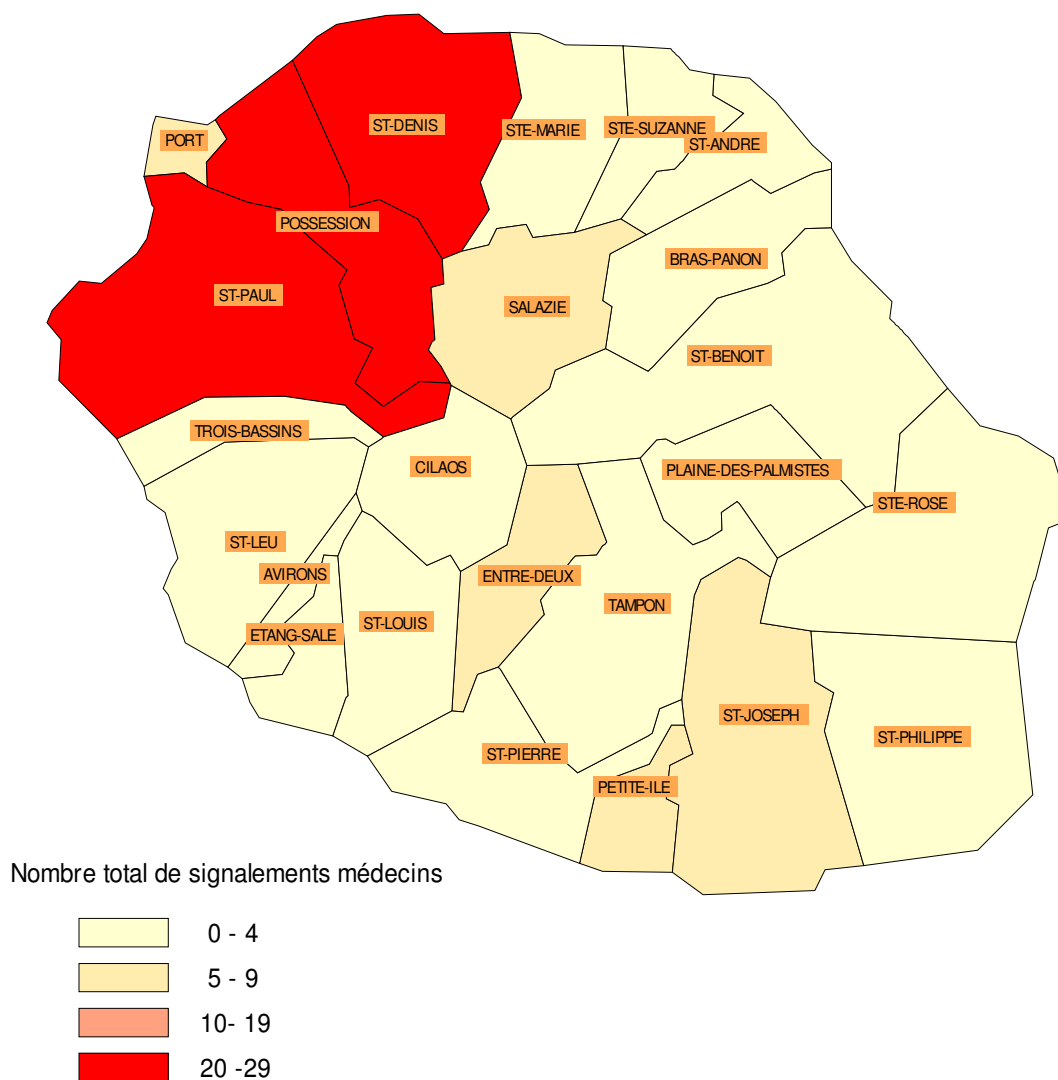 ST-DENIS
STE-MARIE
STE-SUZANNE
PORT
ST-ANDRE
POSSESSION
BRAS-PANON
ST-PAUL
SALAZIE
ST-BENOIT
TROIS-BASSINS
CILAOS
PLAINE-DES-PALMISTES
STE-ROSE
ST-LEU
AVIRONS
ENTRE-DEUX
TAMPON
ST-LOUIS
ETANG-SALE
ST-JOSEPH
ST-PHILIPPE
ST-PIERRE
PETITE-ILE
Nombre total de signalements médecins
0 - 4
5 - 9
10- 19
20 -29